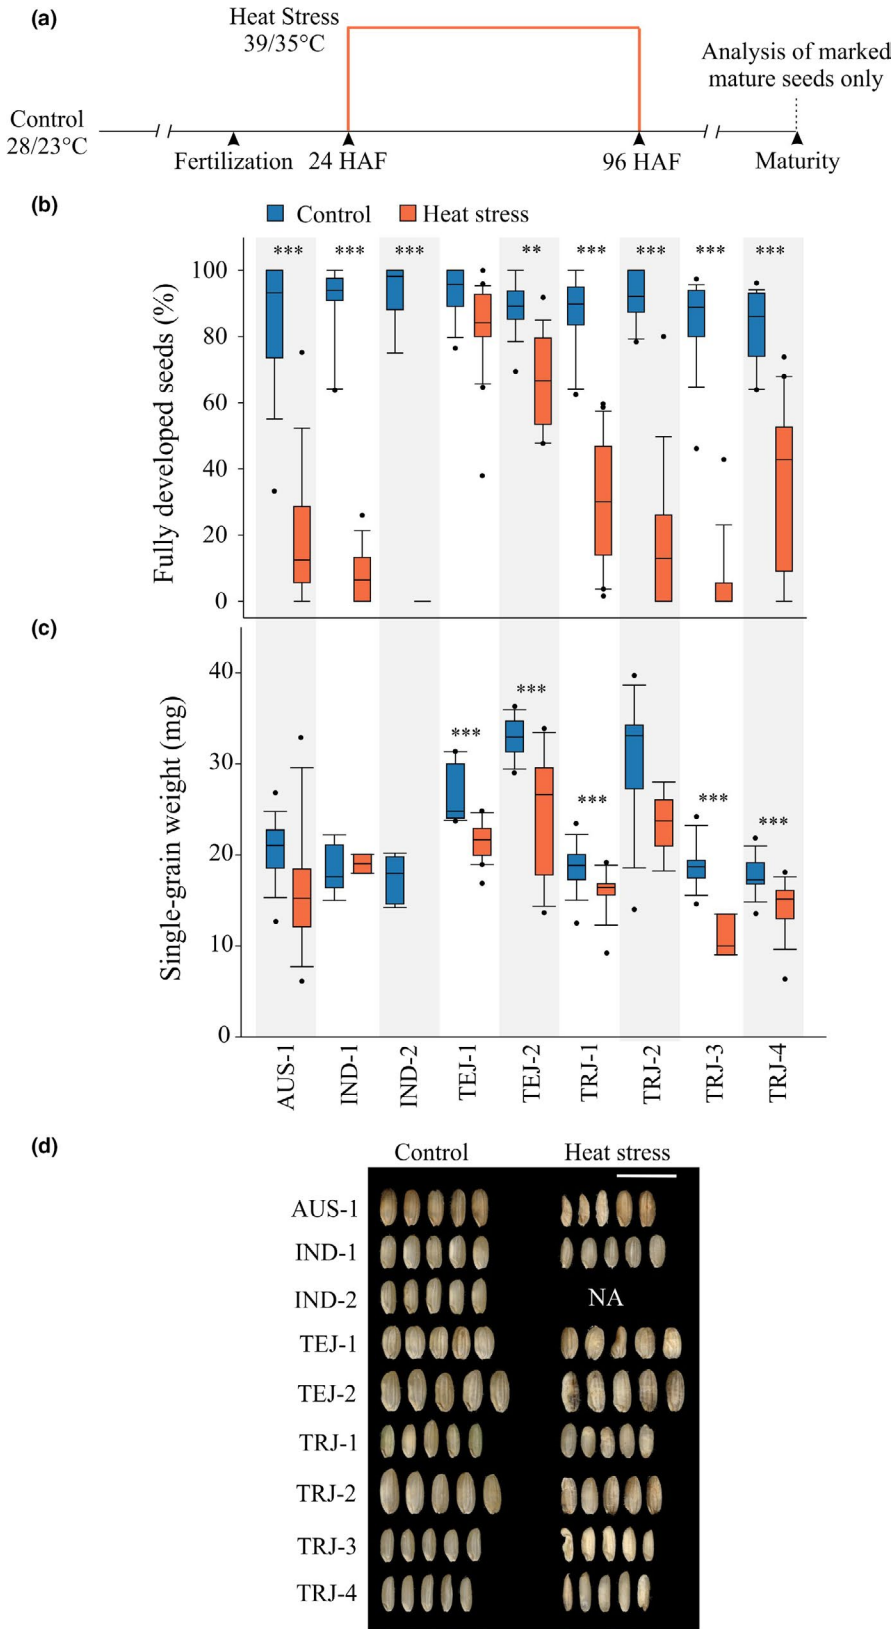 (a)
Heat Stress
39/35°C
Analysis of marked
mature seeds only
Control
28/23°C
Fertilization 24 HAF 96 HAF Maturity
(b)
Control Heat stress
*** *** *** ** *** *** *** ***
Fully developed seeds (%)
100
80
60
40
20
0
(c)
Single-grain weight (mg)
40
30
20
10
0
*** *** *** *** ***
AUS-1 IND-1 IND-2 TEJ-1 TEJ-2 TRJ-1 TRJ-2 TRJ-3 TRJ-4
(d)
Control Heat stress
AUS-1
IND-1
IND-2 NA
TEJ-1
TEJ-2
TRJ-1
TRJ-2
TRJ-3
TRJ-4